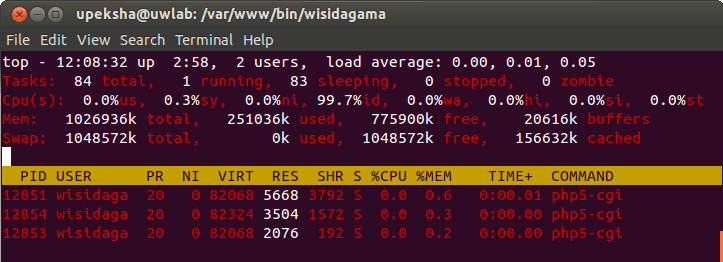 upeksha@uwlab: /var/www/bin/wisidagama
File Edit View Search Terminal Help
top - 12:08:32 up  2:58,  2 users,  load average: 0.00, 0.01, 0.05
Tasks:  84 total,   1 running,  83 sleeping,   0 stopped,   0 zombie
Cpu(s):  0.0%us,  0.3%sy,  0.0%ni, 99.7%id,  0.0%wa,  0.0%hi,  0.0%si,  0.0%st
Mem:   1026936k total,   251036k used,   775900k free,    20616k buffers
Swap:  1048572k total,        0k used,  1048572k free,   156632k cached
PID USER      PR  NI  VIRT  RES  SHR S %CPU %MEM    TIME+  COMMAND
12851 wisidaga  20   0 82068 5668 3792 S  0.0  0.6   0:00.01 php5-cgi
12854 wisidaga  20   0 82324 3504 1572 S  0.0  0.3   0:00.00 php5-cgi
12853 wisidaga  20   0 82068 2076  192 S  0.0  0.2   0:00.00 php5-cgi